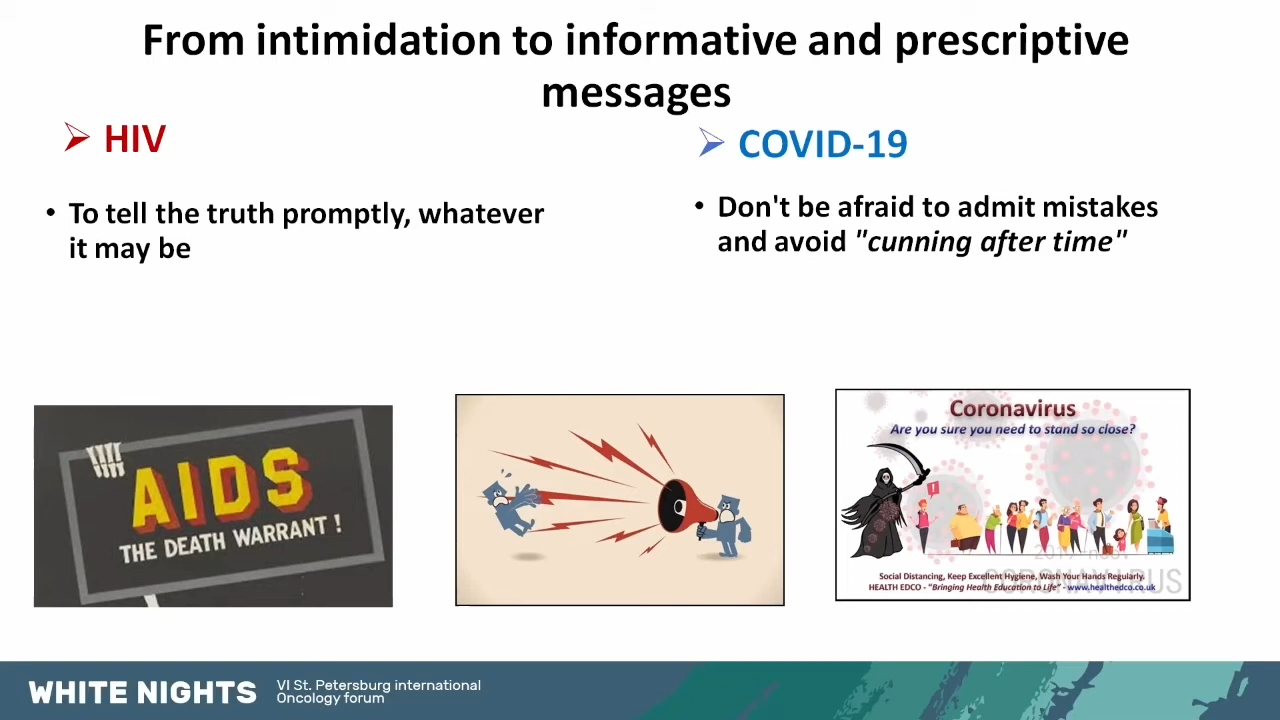 From intimidation to informative and prescriptive
messages
HIV
To tell the truth promptly, whatever
it may be
COVID-19
Don't be afraid to admit mistakes
and avoid "cunning after time"
AIDS
THE DEATH WARRANT !
!
Coronavirus
Are you sure you need to stand so close?
2019-nCoV
CORONAVIRUS
Social Distancing, Keep Excellent Hygiene, Wash Your Hands Regularly.
HEALTH EDCO - "Bringing Health Education to Life" - www.healthedco.co.uk
WHITE NIGHTS
VI St. Petersburg international
Oncology forum